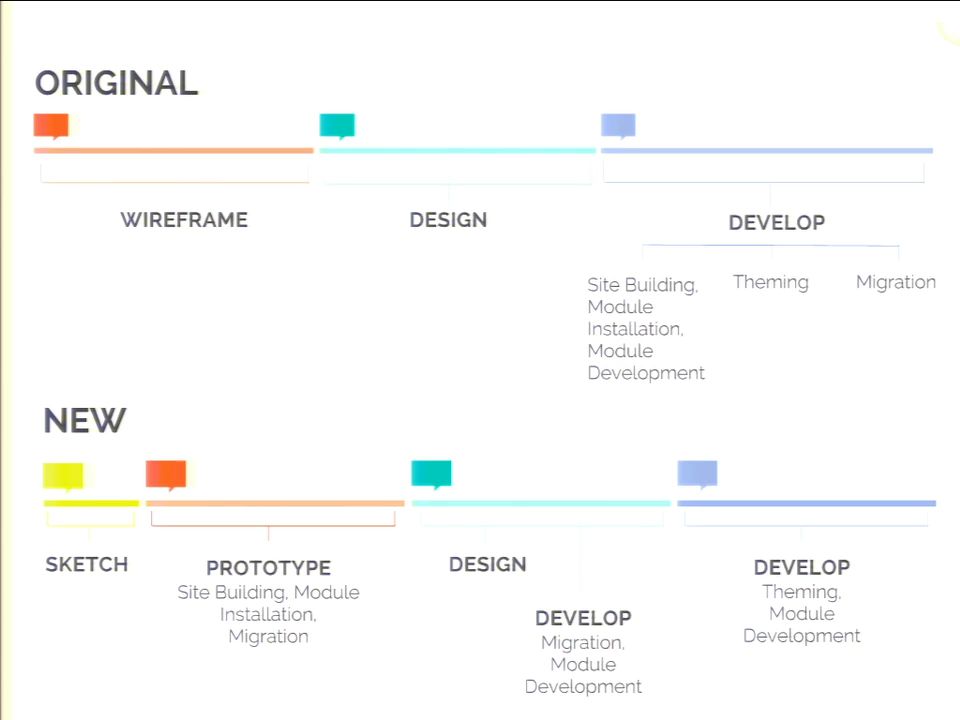 ORIGINAL
WIREFRAME
DESIGN
DEVELOP
Site Building,
Module
Installation,
Module
Development
Theming
Migration
NEW
SKETCH
PROTOTYPE
Site Building, Module
Installation,
Migration
DESIGN
DEVELOP
Migration,
Module
Development
DEVELOP
Theming,
Module
Development